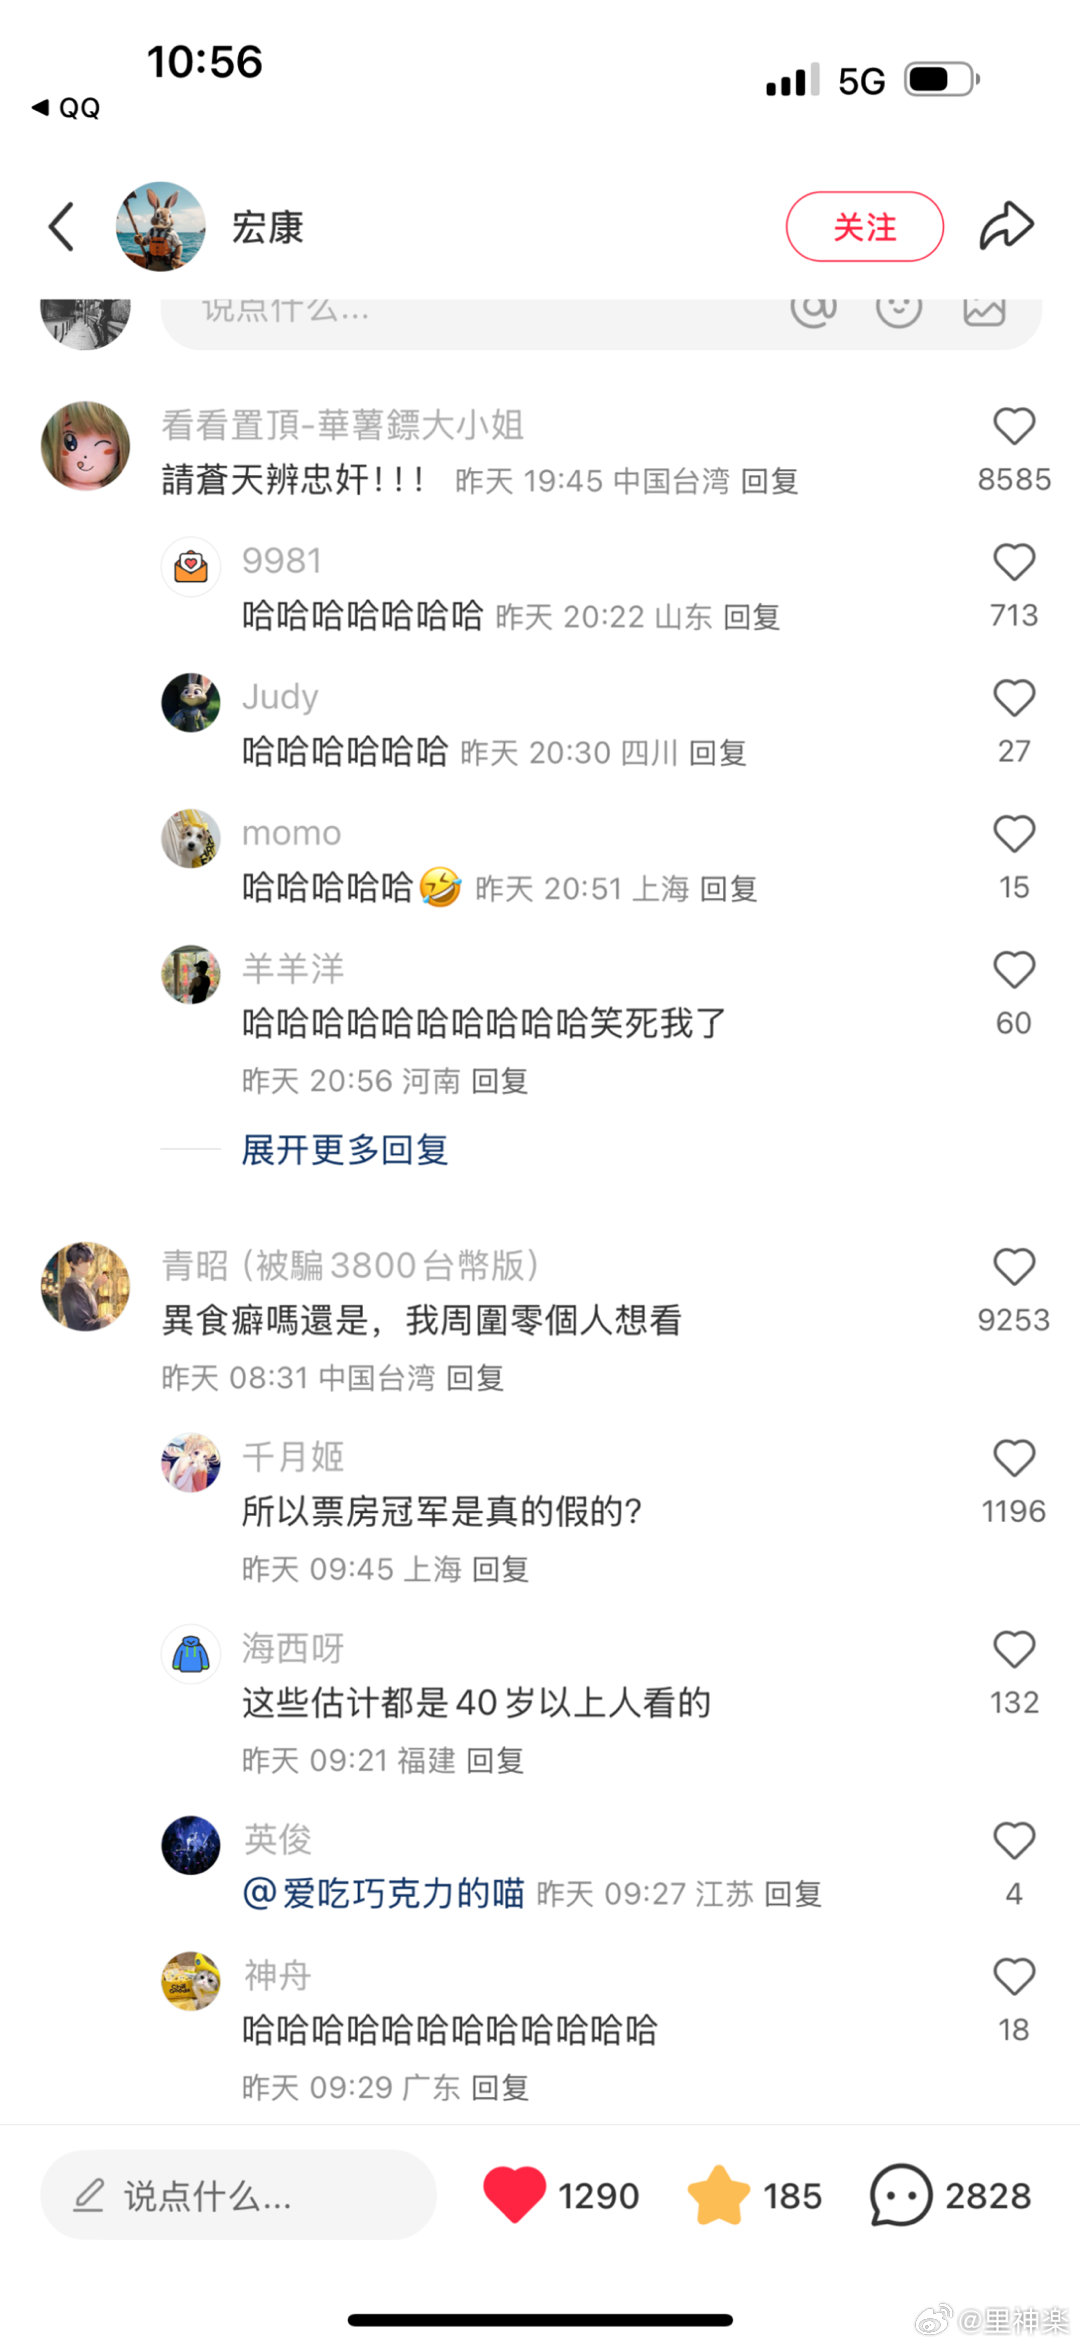 10:56
5G
◀ QQ
宏康
关注
说点什么...
看看置頂-華薯鏢大小姐
請蒼天辨忠奸！！！ 昨天 19:45 中国台湾 回复
8585
9981
哈哈哈哈哈哈哈 昨天 20:22 山东 回复
713
Judy
哈哈哈哈哈哈 昨天 20:30 四川 回复
27
momo
哈哈哈哈哈🤣 昨天 20:51 上海 回复
15
羊羊洋
哈哈哈哈哈哈哈哈哈哈笑死我了
60
昨天 20:56 河南 回复
展开更多回复
青昭（被騙3800台幣版）
異食癖嗎還是，我周圍零個人想看
9253
昨天 08:31 中国台湾 回复
千月姬
所以票房冠军是真的假的?
1196
昨天 09:45 上海 回复
海西呀
这些估计都是40岁以上人看的
132
昨天 09:21 福建 回复
英俊
@爱吃巧克力的喵 昨天 09:27 江苏 回复
4
神舟
哈哈哈哈哈哈哈哈哈哈哈哈
18
昨天 09:29 广东 回复
说点什么...
1290
185
2828
@里神楽